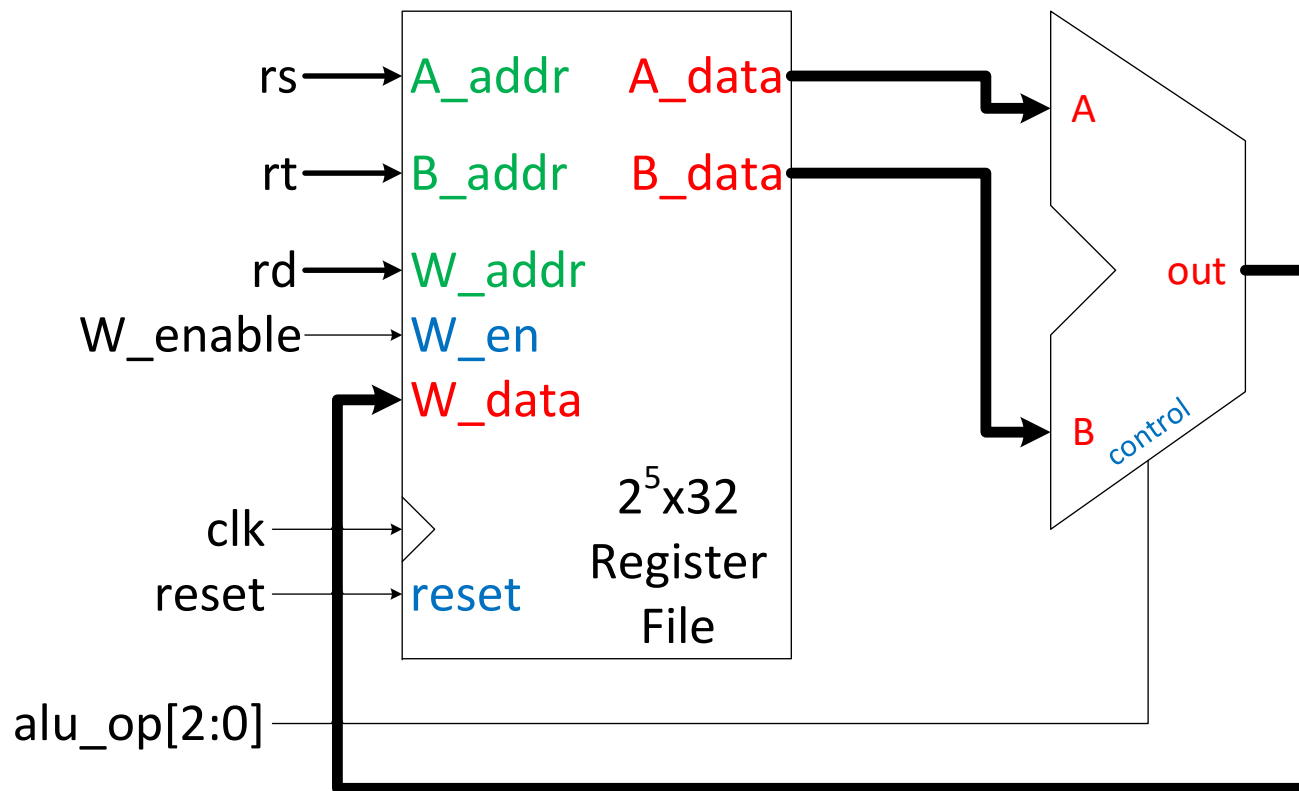 rs A_addr A_data A
rt B_addr B_data
rd W_addr out
W_enable W_en
W_data B control
2⁵x32
clk Register
reset reset File
alu_op[2:0]